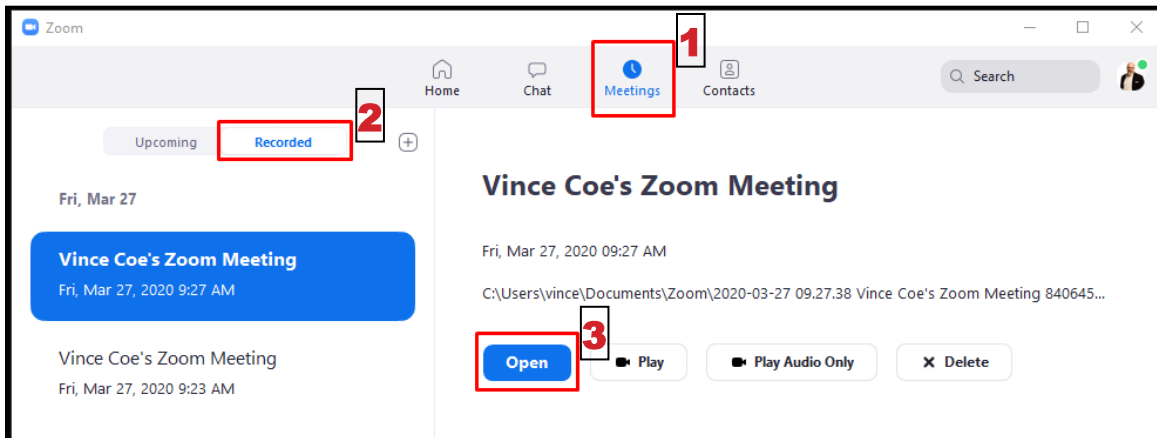 Zoom
1
Home
Chat
Meetings
Contacts
Search
2
Upcoming
Recorded
Fri, Mar 27
Vince Coe's Zoom Meeting
Fri, Mar 27, 2020 9:27 AM
Vince Coe's Zoom Meeting
Fri, Mar 27, 2020 9:23 AM
Vince Coe's Zoom Meeting
Fri, Mar 27, 2020 09:27 AM
C:\Users\vince\Documents\Zoom\2020-03-27 09.27.38 Vince Coe's Zoom Meeting 840645...
3
Open
Play
Play Audio Only
Delete